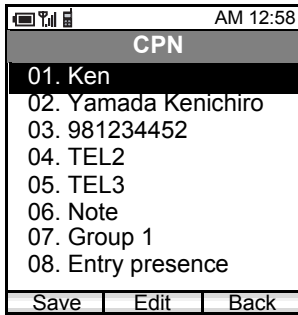 AM 12:58
CPN
01. Ken
02. Yamada Kenichiro
03. 981234452
04. TEL2
05. TEL3
06. Note
07. Group 1
08. Entry presence
Save Edit Back